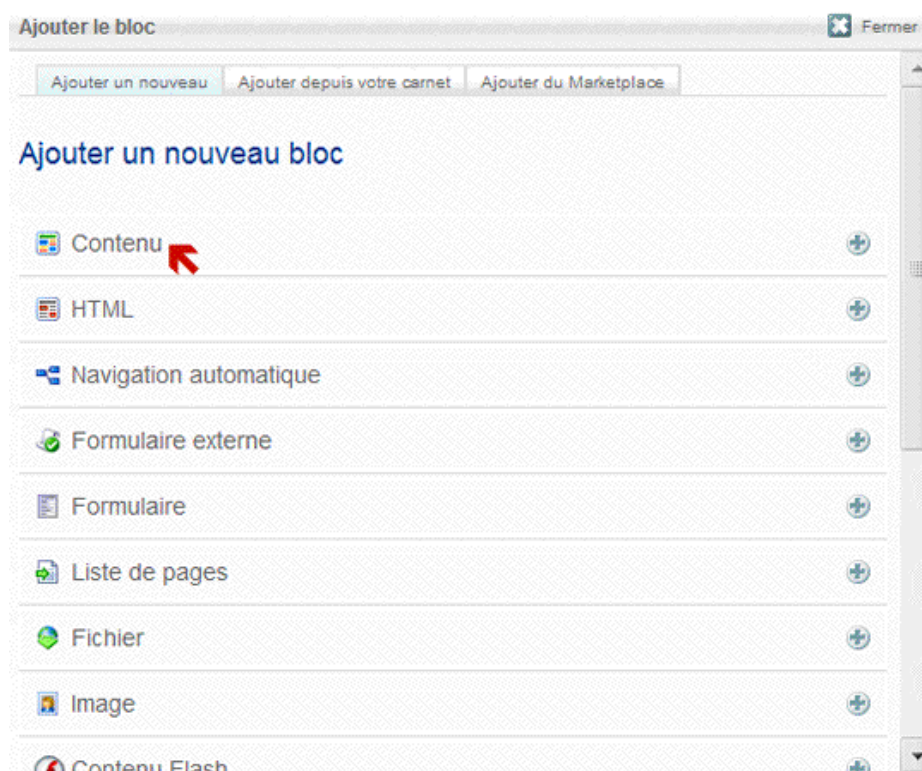 Ajouter le bloc
Fermer
Ajouter un nouveau
Ajouter depuis votre carnet
Ajouter du Marketplace
Ajouter un nouveau bloc
Contenu
HTML
Navigation automatique
Formulaire externe
Formulaire
Liste de pages
Fichier
Image
Contenu Flash